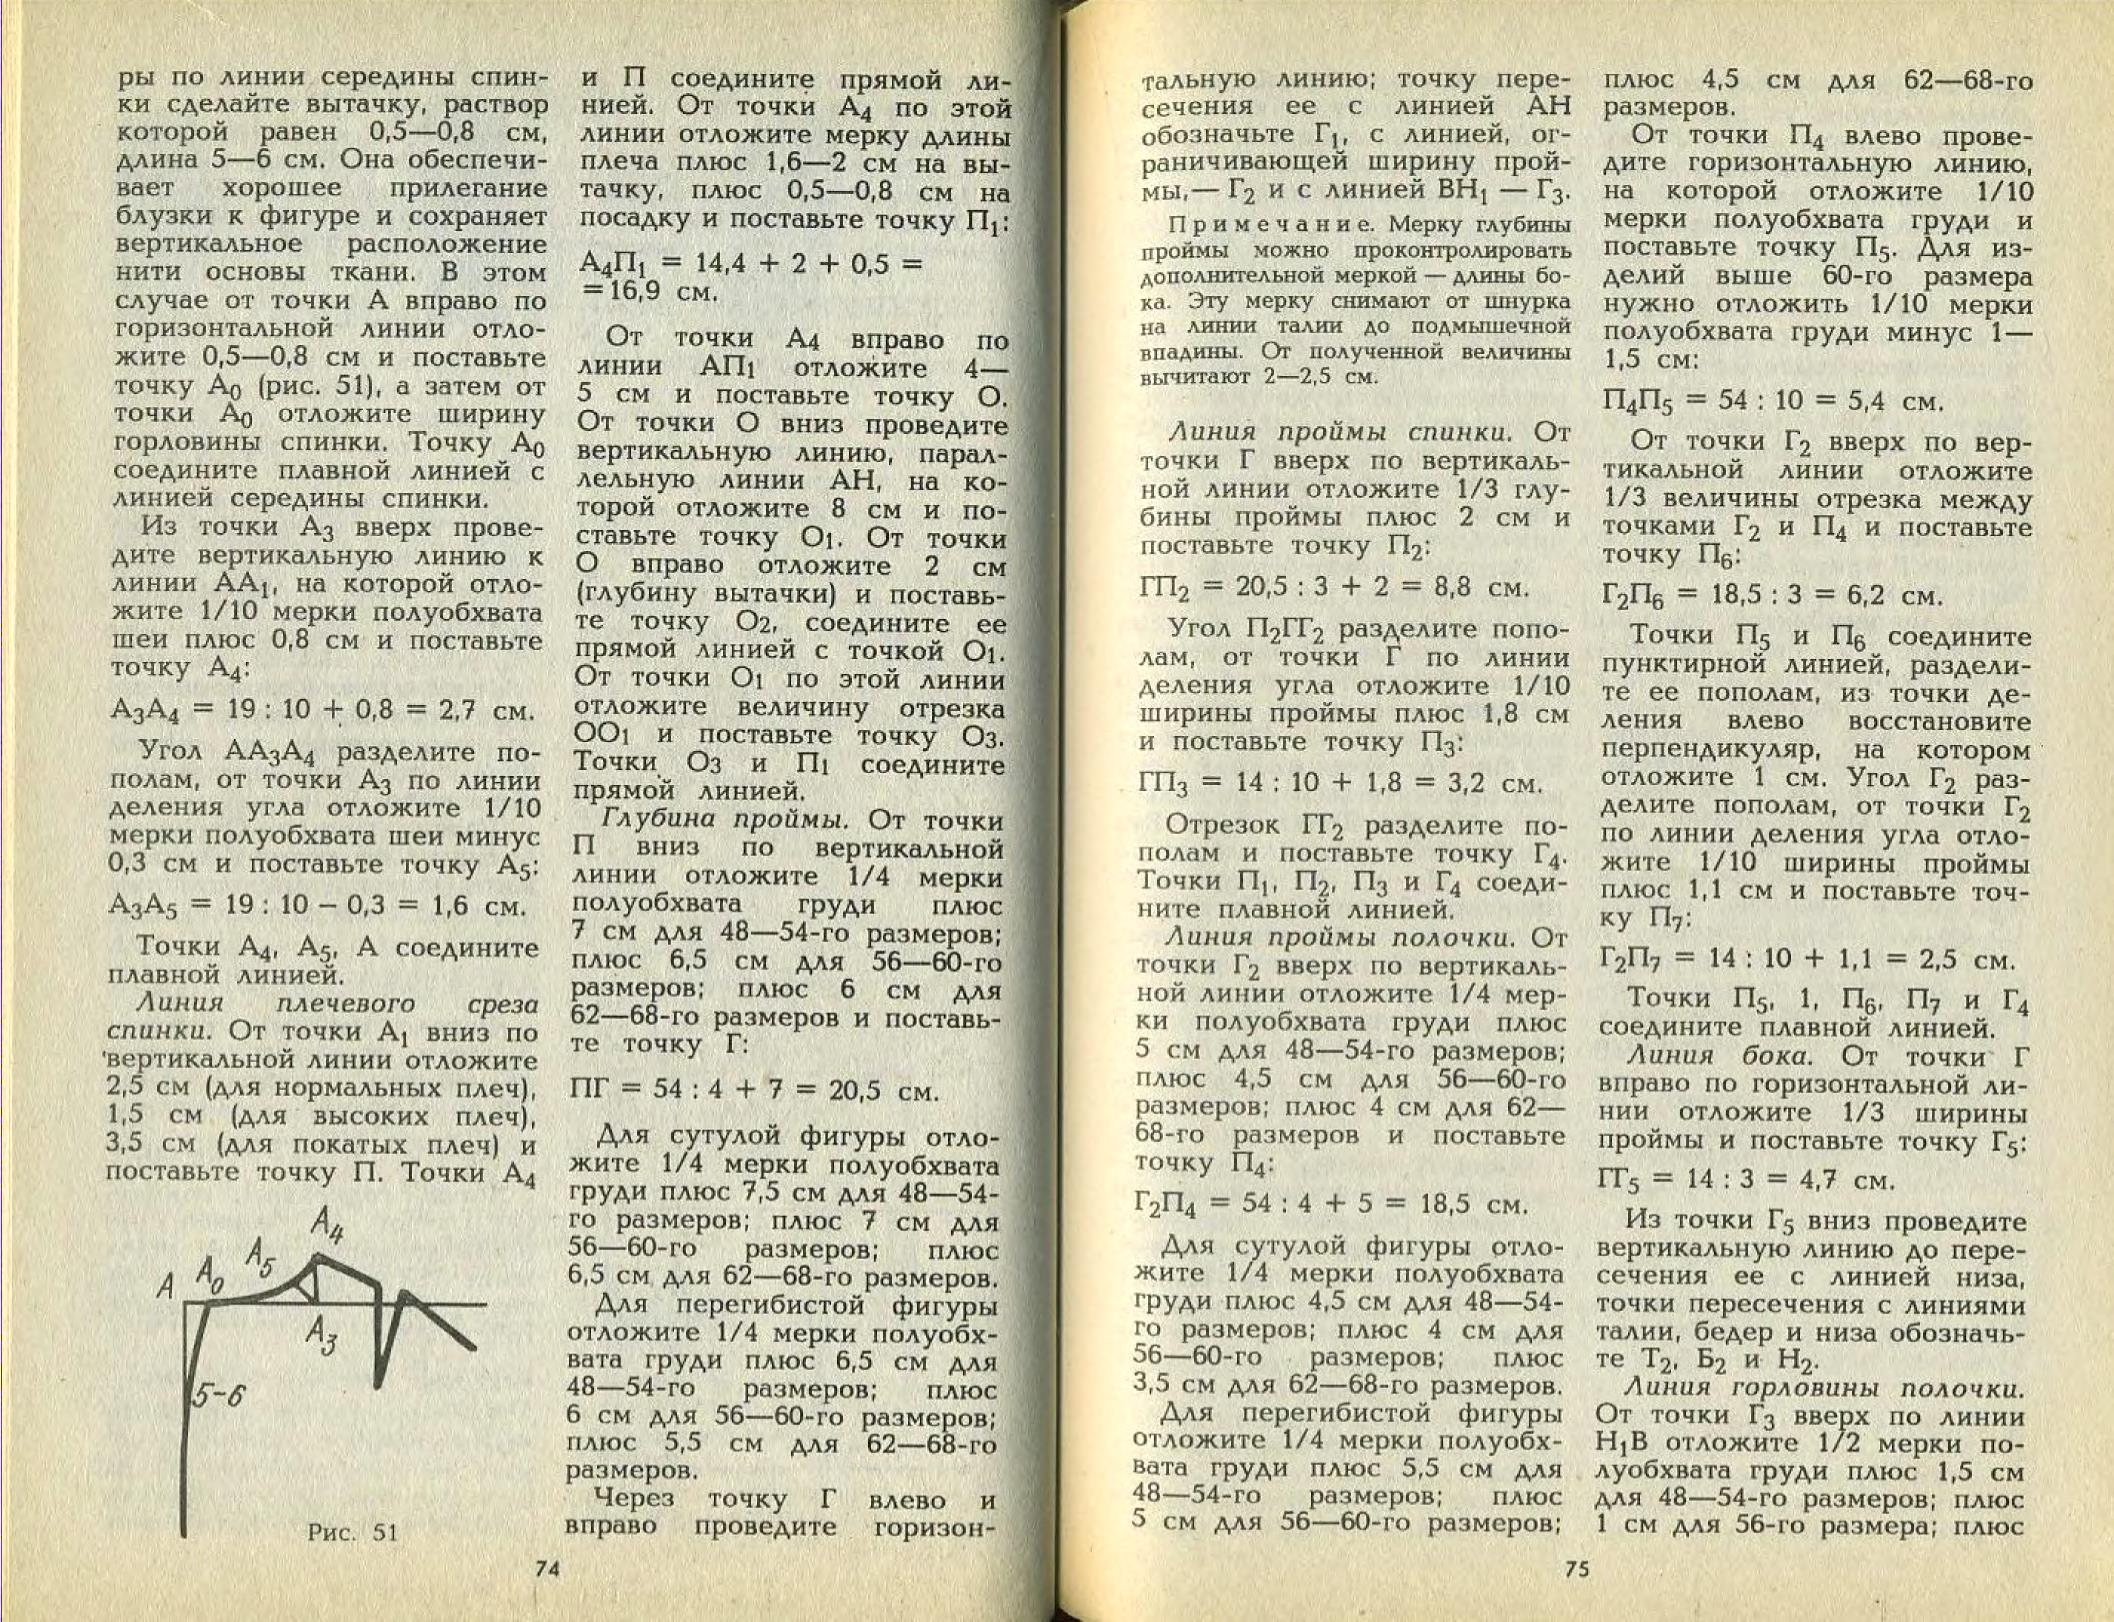 ры по линии середины спин-
ки сделайте вытачку, раствор
которой равен 0,5—0,8 см,
длина 5—6 см. Она обеспечи-
вает хорошее прилегание
блузки к фигуре и сохраняет
вертикальное расположение
нити основы ткани. В этом
случае от точки А вправо по
горизонтальной линии отло-
жите 0,5—0,8 см и поставьте
точку А₀ (рис. 51), а затем от
точки А₀ отложите ширину
горловины спинки. Точку А₀
соедините плавной линией с
линией середины спинки.
Из точки А₃ вверх прове-
дите вертикальную линию к
линии АА₁, на которой отло-
жите 1/10 мерки полуобхвата
шеи плюс 0,8 см и поставьте
точку А₄:
А₃А₄ = 19 : 10 + 0,8 = 2,7 см.
Угол АА₃А₄ разделите по-
полам, от точки А₃ по линии
деления угла отложите 1/10
мерки полуобхвата шеи минус
0,3 см и поставьте точку А₅:
А₃А₅ = 19 : 10 – 0,3 = 1,6 см.
Точки А₄, А₅, А соедините
плавной линией.
Линия плечевого среза
спинки. От точки А₁ вниз по
вертикальной линии отложите
2,5 см (для нормальных плеч),
1,5 см (для высоких плеч),
3,5 см (для покатых плеч) и
поставьте точку П. Точки А₄
А
А₀
А₅
А₄
А₃
5-6
Рис. 51
и П соедините прямой ли-
нией. От точки А₄ по этой
линии отложите мерку длины
плеча плюс 1,6—2 см на вы-
тачку, плюс 0,5—0,8 см на
посадку и поставьте точку П₁:
А₄П₁ = 14,4 + 2 + 0,5 =
= 16,9 см.
От точки А₄ вправо по
линии АП₁ отложите 4—
5 см и поставьте точку О.
От точки О вниз проведите
вертикальную линию, парал-
лельную линии АН, на ко-
торой отложите 8 см и по-
ставьте точку О₁. От точки
О вправо отложите 2 см
(глубину вытачки) и поставь-
те точку О₂, соедините ее
прямой линией с точкой О₁.
От точки О₁ по этой линии
отложите величину отрезка
ОО₁ и поставьте точку О₃.
Точки О₃ и П₁ соедините
прямой линией.
Глубина проймы. От точки
П вниз по вертикальной
линии отложите 1/4 мерки
полуобхвата груди плюс
7 см для 48—54-го размеров;
плюс 6,5 см для 56—60-го
размеров; плюс 6 см для
62—68-го размеров и поставь-
те точку Г:
ПГ = 54 : 4 + 7 = 20,5 см.
Для сутулой фигуры отло-
жите 1/4 мерки полуобхвата
груди плюс 7,5 см для 48—54-
го размеров; плюс 7 см для
56—60-го размеров; плюс
6,5 см для 62—68-го размеров.
Для перегибистой фигуры
отложите 1/4 мерки полуобх-
вата груди плюс 6,5 см для
48—54-го размеров; плюс
6 см для 56—60-го размеров;
плюс 5,5 см для 62—68-го
размеров.
Через точку Г влево и
вправо проведите горизон-
74
тальную линию; точку пере-
сечения ее с линией АН
обозначьте Г₁, с линией, ог-
раничивающей ширину прой-
мы,— Г₂ и с линией ВН₁ — Г₃.
Примечание. Мерку глубины
проймы можно проконтролировать
дополнительной меркой — длины бо-
ка. Эту мерку снимают от шнурка
на линии талии до подмышечной
впадины. От полученной величины
вычитают 2—2,5 см.
Линия проймы спинки. От
точки Г вверх по вертикаль-
ной линии отложите 1/3 глу-
бины проймы плюс 2 см и
поставьте точку П₂:
ГП₂ = 20,5 : 3 + 2 = 8,8 см.
Угол П₂ГГ₂ разделите попо-
лам, от точки Г по линии
деления угла отложите 1/10
ширины проймы плюс 1,8 см
и поставьте точку П₃:
ГП₃ = 14 : 10 + 1,8 = 3,2 см.
Отрезок ГГ₂ разделите по-
полам и поставьте точку Г₄.
Точки П₁, П₂, П₃ и Г₄ соеди-
ните плавной линией.
Линия проймы полочки. От
точки Г₂ вверх по вертикаль-
ной линии отложите 1/4 мер-
ки полуобхвата груди плюс
5 см для 48—54-го размеров;
плюс 4,5 см для 56—60-го
размеров; плюс 4 см для 62—
68-го размеров и поставьте
точку П₄:
Г₂П₄ = 54 : 4 + 5 = 18,5 см.
Для сутулой фигуры отло-
жите 1/4 мерки полуобхвата
груди плюс 4,5 см для 48—54-
го размеров; плюс 4 см для
56—60-го размеров; плюс
3,5 см для 62—68-го размеров.
Для перегибистой фигуры
отложите 1/4 мерки полуобх-
вата груди плюс 5,5 см для
48—54-го размеров; плюс
5 см для 56—60-го размеров;
плюс 4,5 см для 62—68-го
размеров.
От точки П₄ влево прове-
дите горизонтальную линию,
на которой отложите 1/10
мерки полуобхвата груди и
поставьте точку П₅. Для из-
делий выше 60-го размера
нужно отложить 1/10 мерки
полуобхвата груди минус 1—
1,5 см:
П₄П₅ = 54 : 10 = 5,4 см.
От точки Г₂ вверх по вер-
тикальной линии отложите
1/3 величины отрезка между
точками Г₂ и П₄ и поставьте
точку П₆:
Г₂П₆ = 18,5 : 3 = 6,2 см.
Точки П₅ и П₆ соедините
пунктирной линией, раздели-
те ее пополам, из точки де-
ления влево восстановите
перпендикуляр, на котором
отложите 1 см. Угол Г₂ раз-
делите пополам, от точки Г₂
по линии деления угла отло-
жите 1/10 ширины проймы
плюс 1,1 см и поставьте точ-
ку П₇:
Г₂П₇ = 14 : 10 + 1,1 = 2,5 см.
Точки П₅, 1, П₆, П₇ и Г₄
соедините плавной линией.
Линия бока. От точки Г
вправо по горизонтальной ли-
нии отложите 1/3 ширины
проймы и поставьте точку Г₅:
ГГ₅ = 14 : 3 = 4,7 см.
Из точки Г₅ вниз проведите
вертикальную линию до пере-
сечения ее с линией низа,
точки пересечения с линиями
талии, бедер и низа обозначь-
те Т₂, Б₂ и Н₂.
Линия горловины полочки.
От точки Г₃ вверх по линии
Н₁В отложите 1/2 мерки по-
луобхвата груди плюс 1,5 см
для 48—54-го размеров; плюс
1 см для 56-го размера; плюс
75